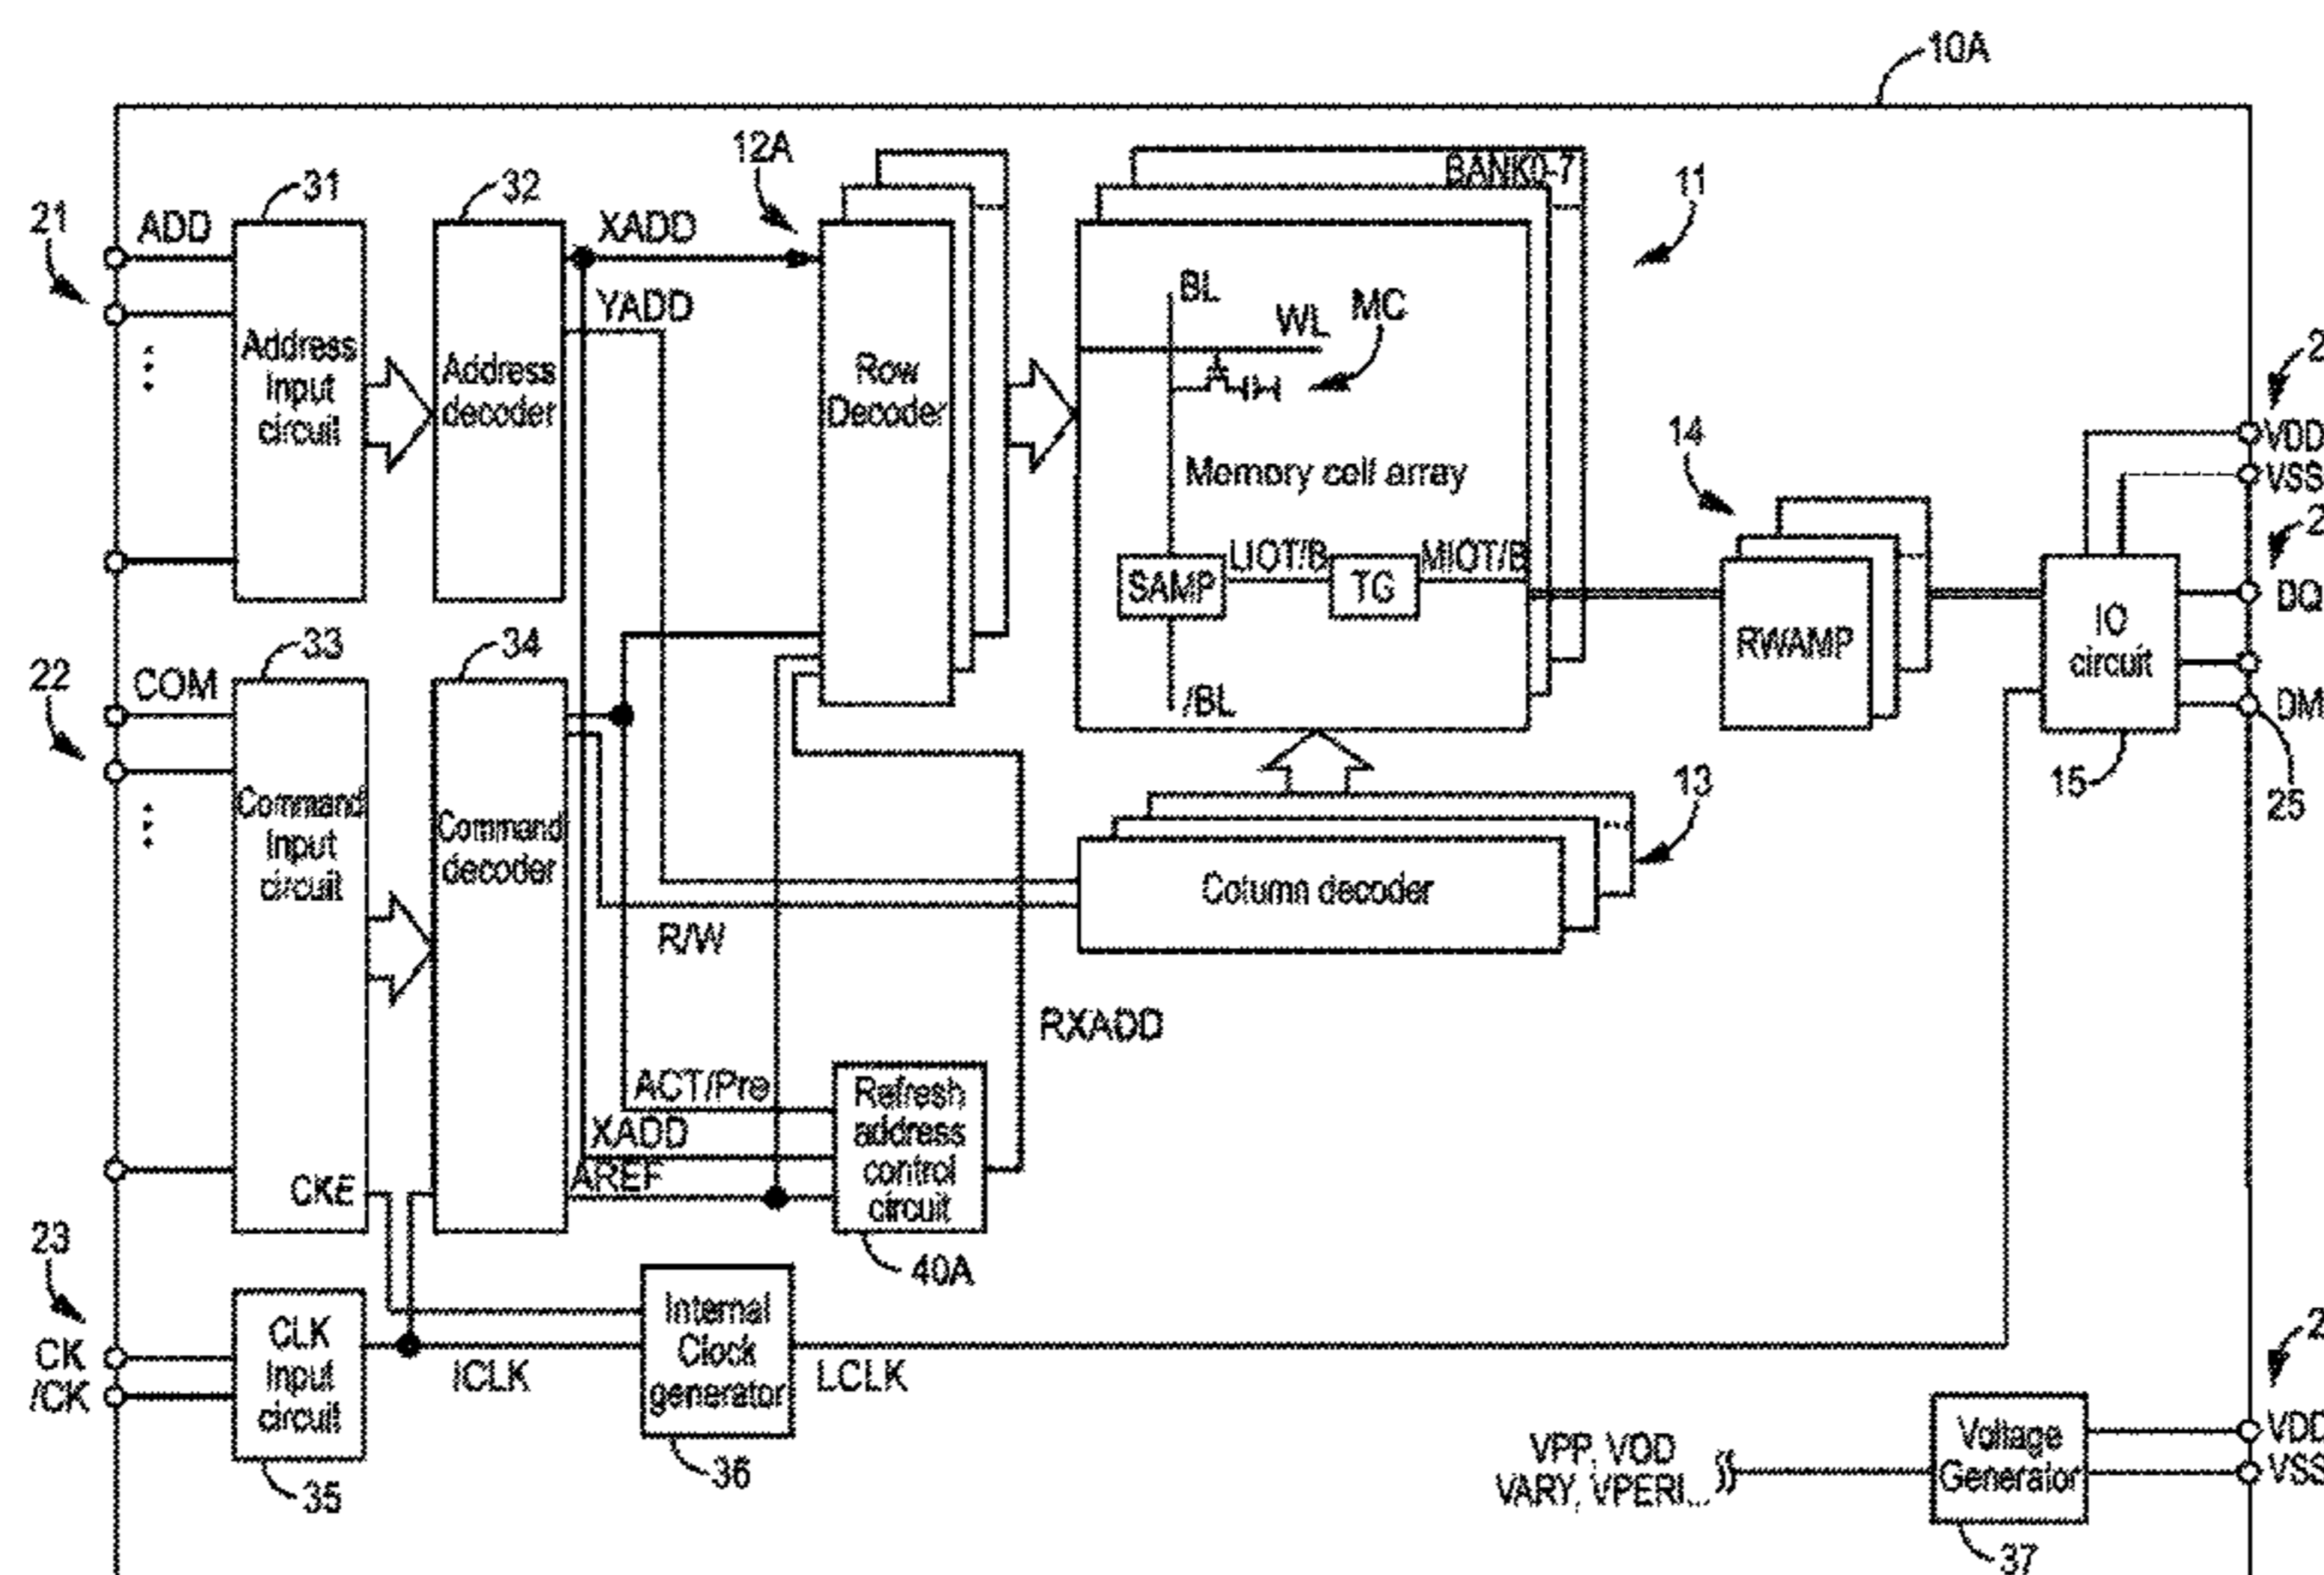 10A
12A
BANK0-7
31
32
11
21
ADD
XADD
YADD
BL
WL
MC
Address
Input
circuit
Address
decoder
Row
Decoder
Memory cell array
14
VDD
VSS
SAMP
LIOT/B
TG
MIOT/B
RWAMP
IO
circuit
DQ
DM
33
34
22
COM
/BL
15
25
Command
Input
circuit
Command
decoder
13
Column decoder
R/W
RXADD
ACT/Pre
XADD
AREF
Refresh
address
control
circuit
CKE
40A
23
CK
/CK
CLK
Input
circuit
ICLK
Internal
Clock
generator
LCLK
35
36
VPP, VOD
VARY, VPERI...
Voltage
Generator
VDD
VSS
37